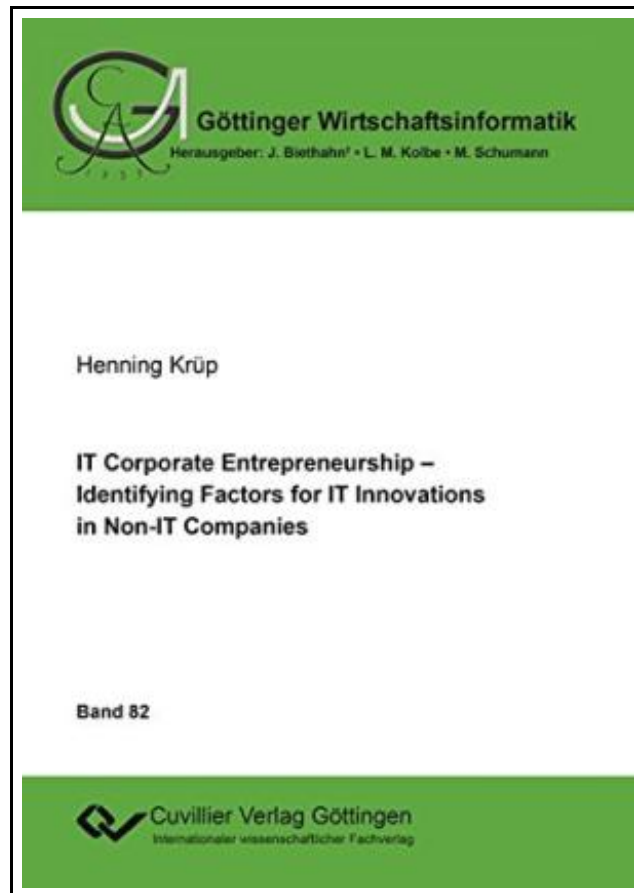 Göttinger Wirtschaftsinformatik
Herausgeber: J. Biethahn† • L. M. Kolbe • M. Schumann
Henning Krüp
IT Corporate Entrepreneurship –
Identifying Factors for IT Innovations
in Non-IT Companies
Band 82
Cuvillier Verlag Göttingen
Internationaler wissenschaftlicher Fachverlag